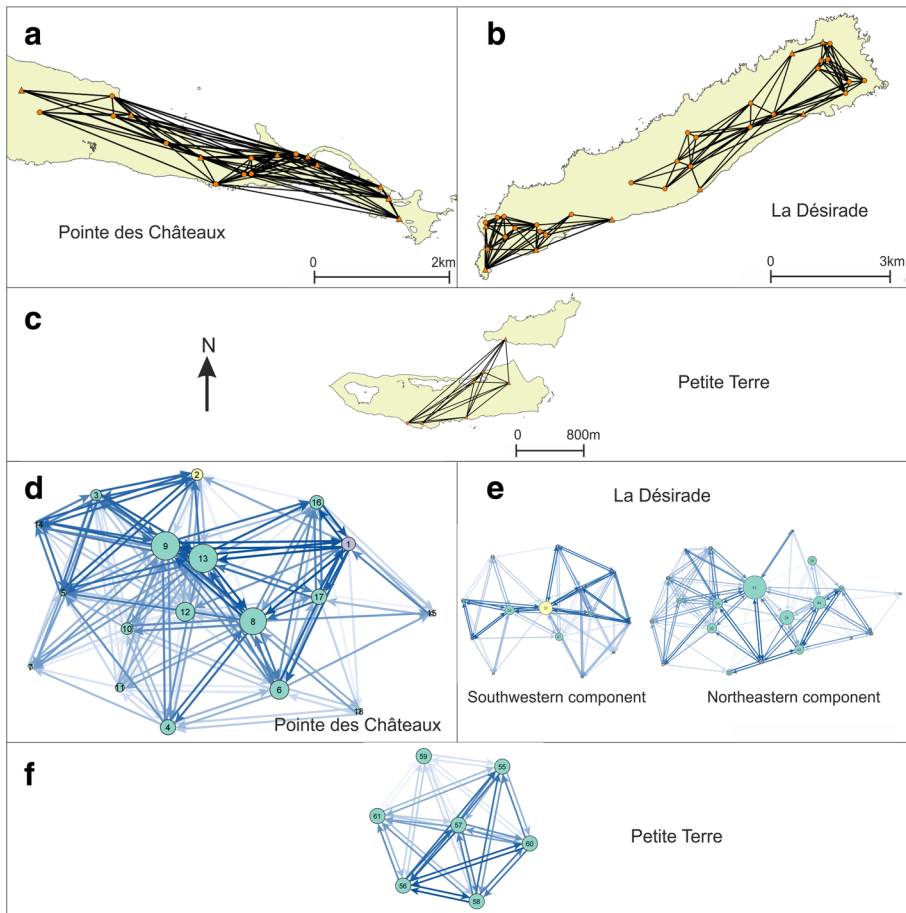 a
b
Pointe des Châteaux
La Désirade
0 2km
0 3km
c
N
Petite Terre
0 800m
d
e
La Désirade
2
3
16
14
1
9
13
5
12
17
8
15
10
7
11
6
18
4
Pointe des Châteaux
Southwestern component
Northeastern component
f
59
55
61
57
60
56
58
Petite Terre